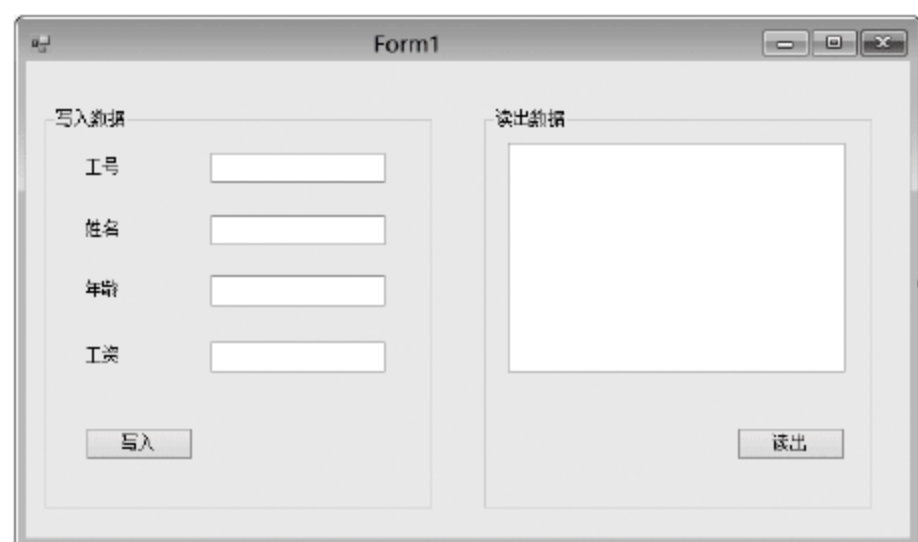 Form1
写入数据
工号
姓名
年龄
工资
写入
读出数据
读出